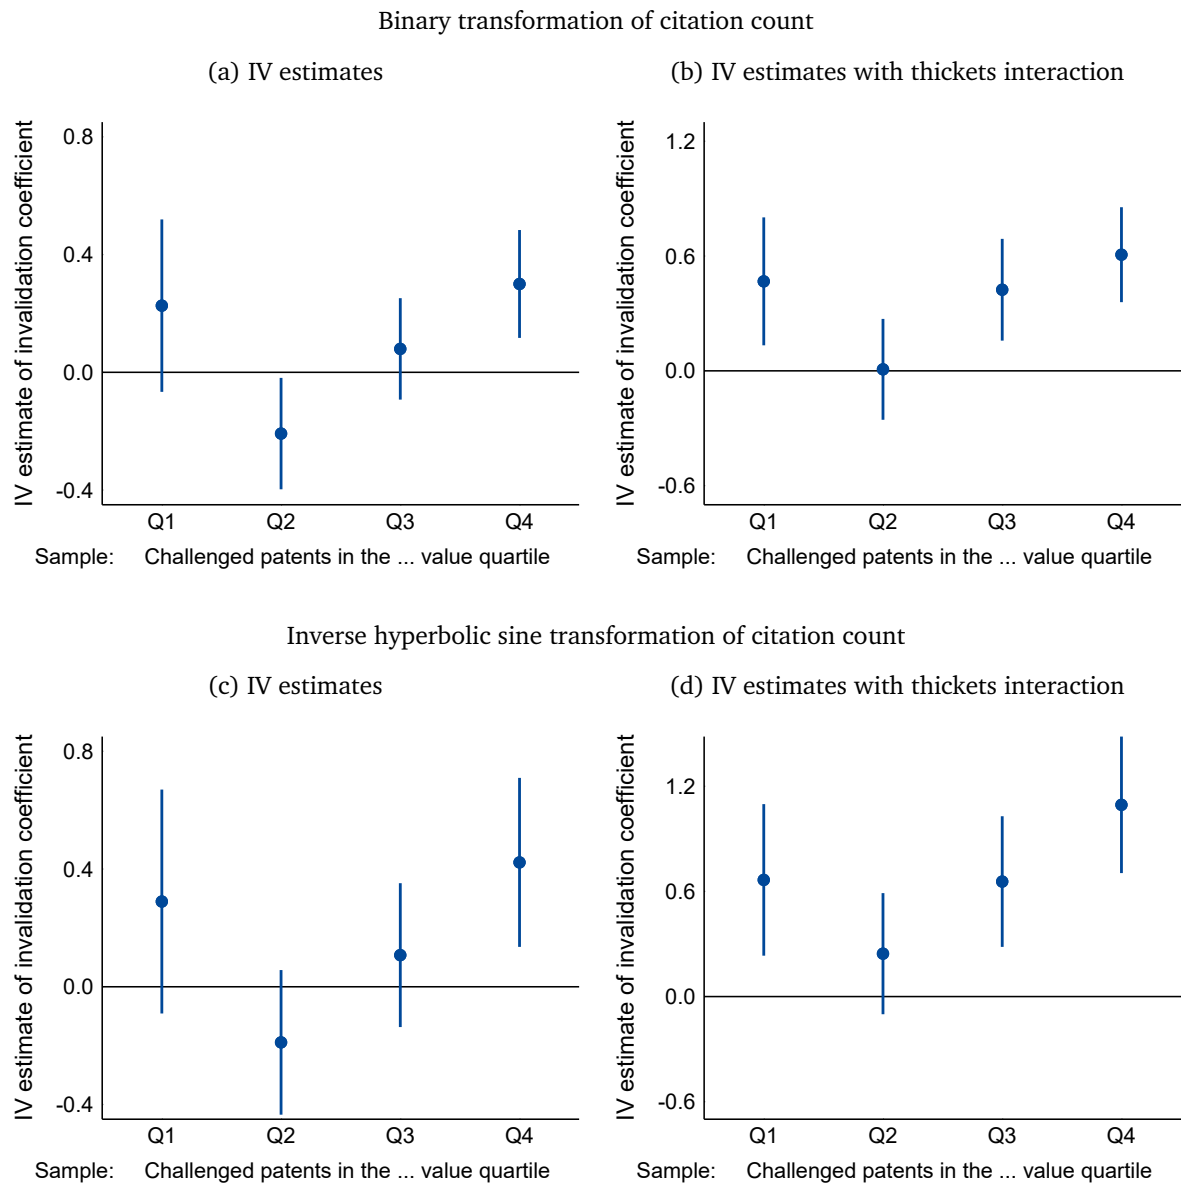 Binary transformation of citation count
(a) IV estimates
(b) IV estimates with thickets interaction
IV estimate of invalidation coefficient
0.8
0.4
0.0
-0.4
Q1 Q2 Q3 Q4
Sample: Challenged patents in the ... value quartile
IV estimate of invalidation coefficient
1.2
0.6
0.0
-0.6
Q1 Q2 Q3 Q4
Sample: Challenged patents in the ... value quartile
Inverse hyperbolic sine transformation of citation count
(c) IV estimates
(d) IV estimates with thickets interaction
IV estimate of invalidation coefficient
0.8
0.4
0.0
-0.4
Q1 Q2 Q3 Q4
Sample: Challenged patents in the ... value quartile
IV estimate of invalidation coefficient
1.2
0.6
0.0
-0.6
Q1 Q2 Q3 Q4
Sample: Challenged patents in the ... value quartile